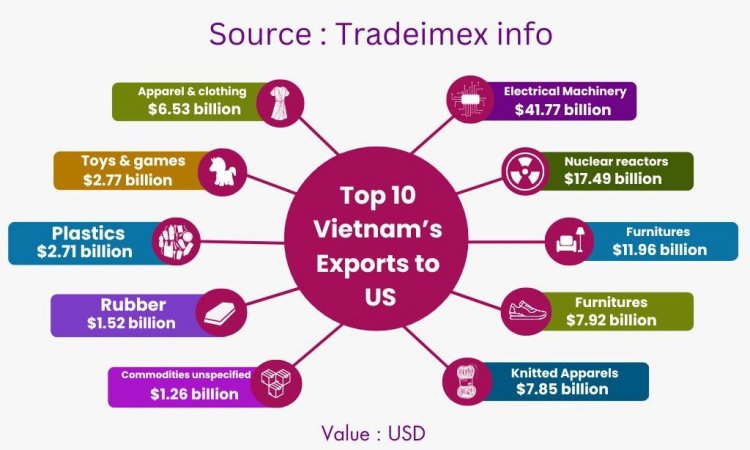 Source : Tradeimex info
Apparel & clothing
$6.53 billion
Toys & games
$2.77 billion
Plastics
$2.71 billion
Rubber
$1.52 billion
Commodities unspecified
$1.26 billion
Top 10
Vietnam’s
Exports to
US
Electrical Machinery
$41.77 billion
Nuclear reactors
$17.49 billion
Furnitures
$11.96 billion
Furnitures
$7.92 billion
Knitted Apparels
$7.85 billion
Value : USD